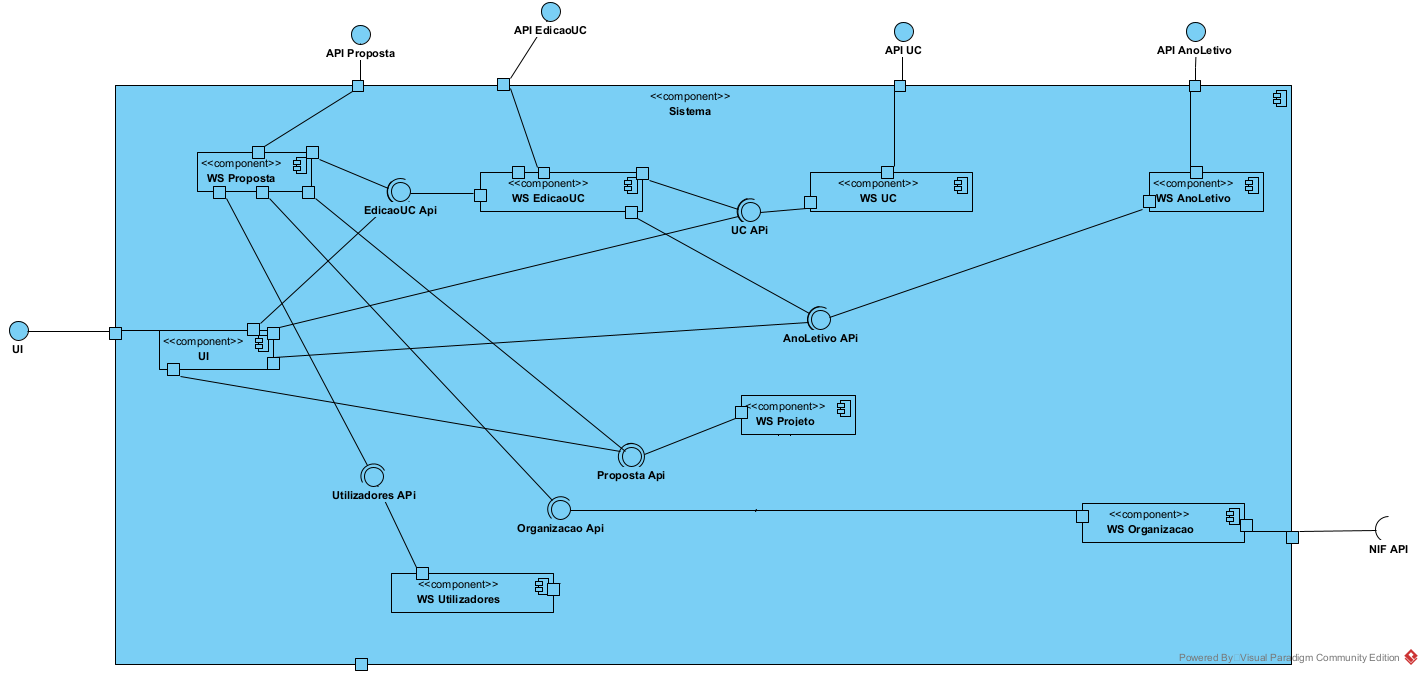 API EdicaoUC
API Proposta
API UC
API AnoLetivo
<<component>>
Sistema
<<component>>
WS Proposta
<<component>>
WS EdicaoUC
<<component>>
WS UC
<<component>>
WS AnoLetivo
EdicaoUC Api
UC APi
UI
<<component>>
UI
AnoLetivo APi
<<component>>
WS Projeto
Proposta Api
Utilizadores APi
Organizacao Api
<<component>>
WS Organizacao
NIF API
<<component>>
WS Utilizadores
Powered By: Visual Paradigm Community Edition